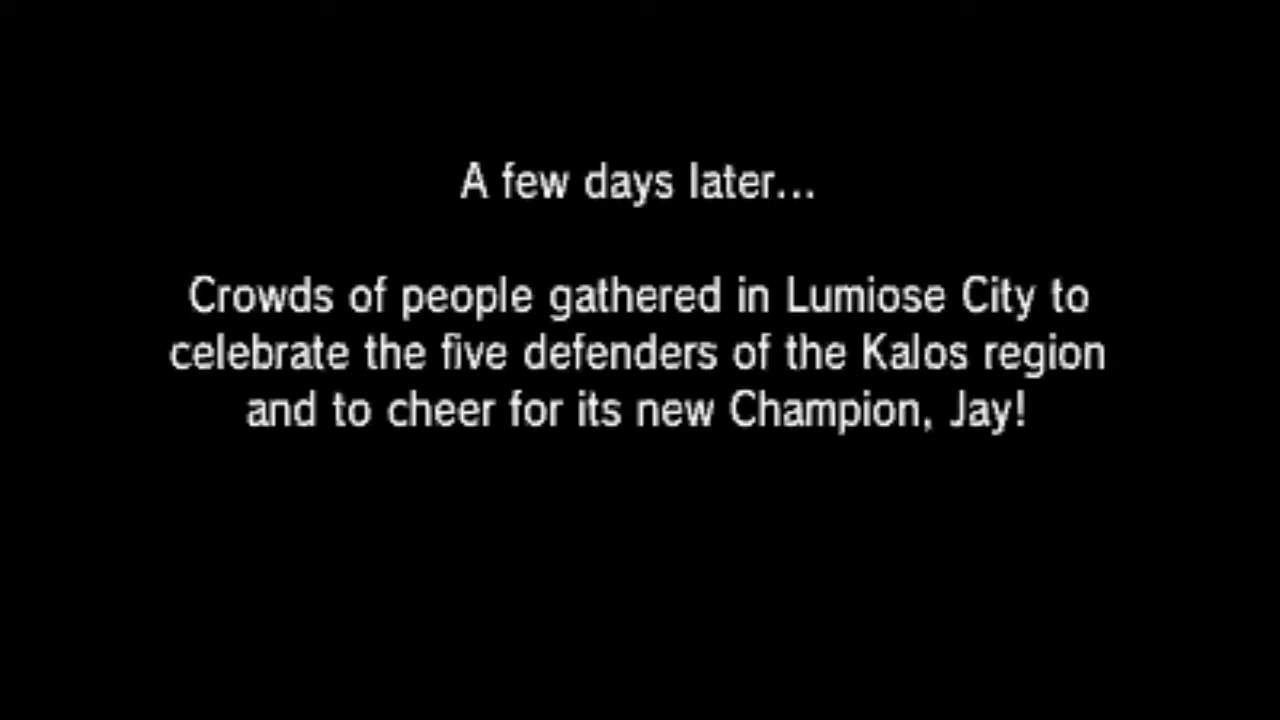 A few days later...
Crowds of people gathered in Lumiose City to
celebrate the five defenders of the Kalos region
and to cheer for its new Champion, Jay!